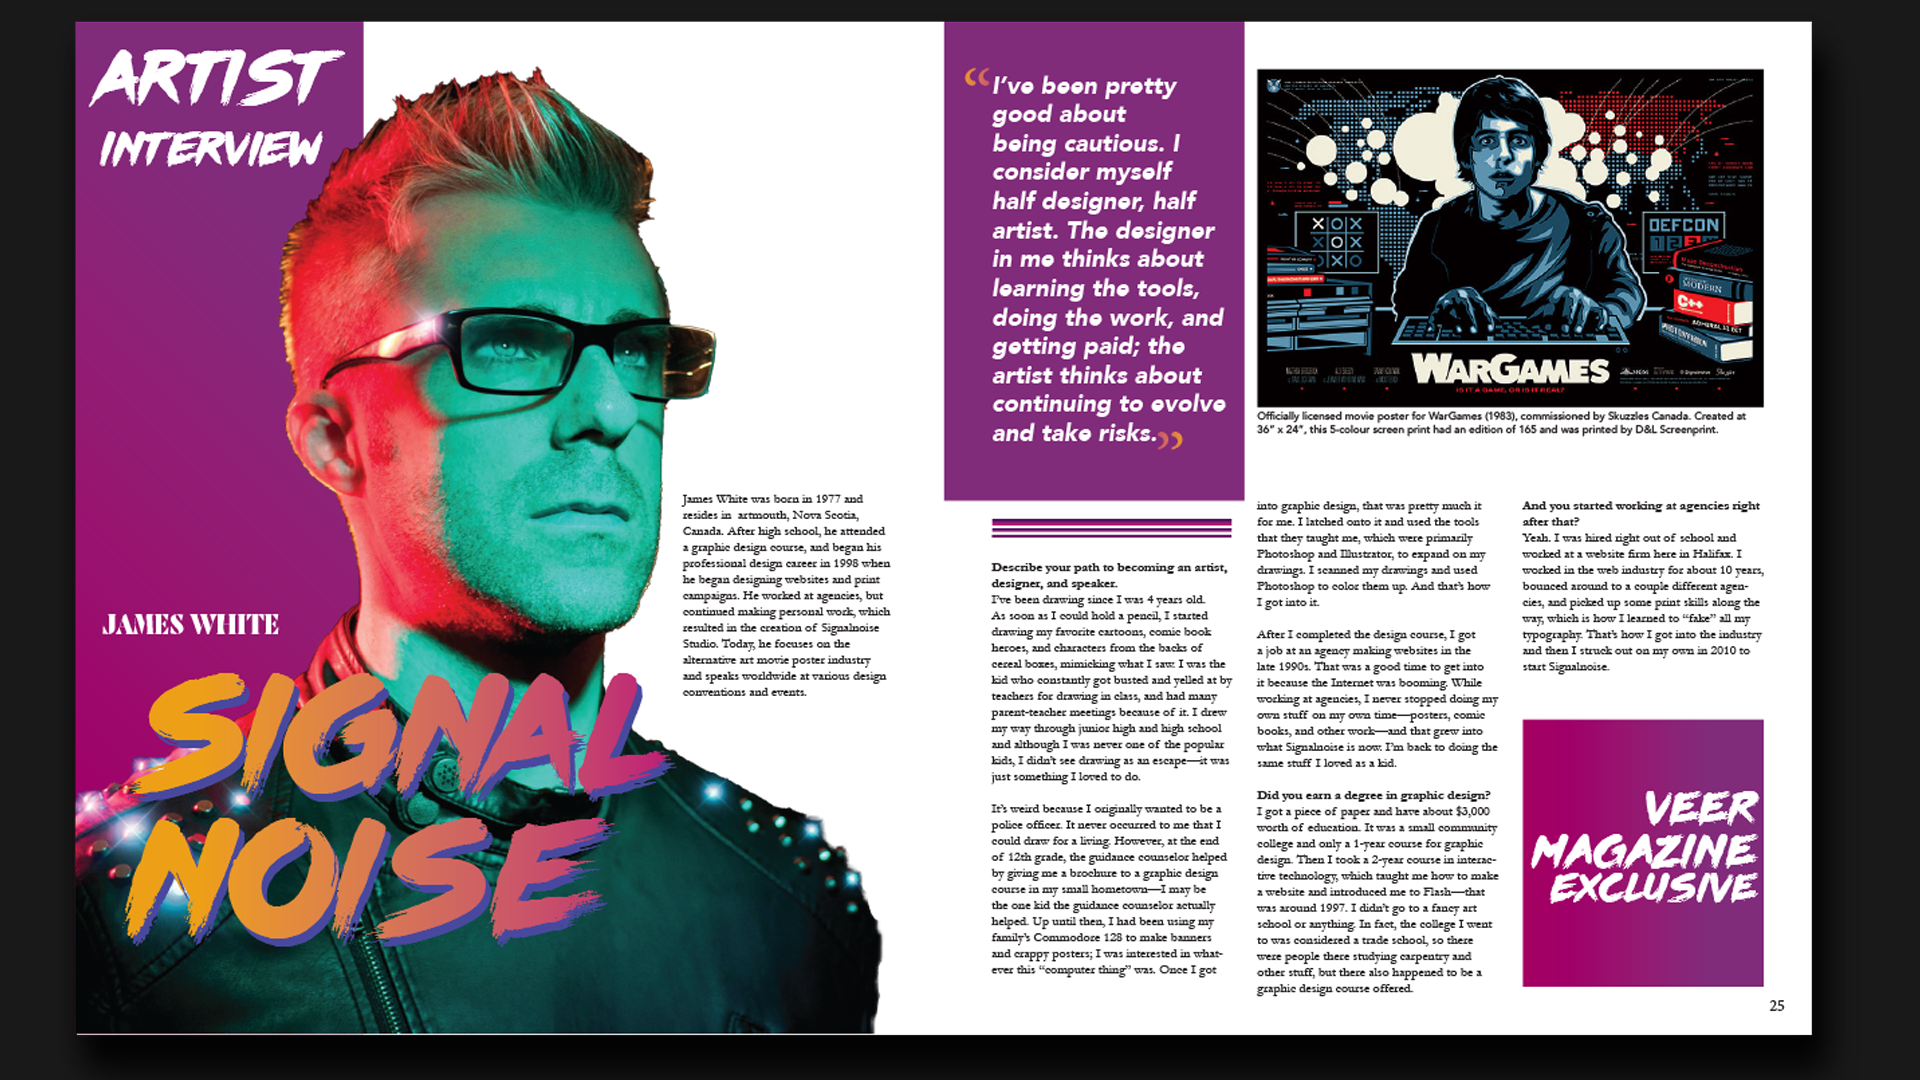 ARTIST
INTERVIEW
JAMES WHITE
SIGNAL
NOISE
James White was born in 1977 and
resides in  artmouth, Nova Scotia,
Canada. After high school, he attended
a graphic design course, and began his
professional design career in 1998 when
he began designing websites and print
campaigns. He worked at agencies, but
continued making personal work, which
resulted in the creation of Signalnoise
Studio. Today, he focuses on the
alternative art movie poster industry
and speaks worldwide at various design
conventions and events.
“I’ve been pretty
good about
being cautious. I
consider myself
half designer, half
artist. The designer
in me thinks about
learning the tools,
doing the work, and
getting paid; the
artist thinks about
continuing to evolve
and take risks.”
Describe your path to becoming an artist,
designer, and speaker.
I’ve been drawing since I was 4 years old.
As soon as I could hold a pencil, I started
drawing my favorite cartoons, comic book
heroes, and characters from the backs of
cereal boxes, mimicking what I saw. I was the
kid who constantly got busted and yelled at by
teachers for drawing in class, and had many
parent-teacher meetings because of it. I drew
my way through junior high and high school
and although I was never one of the popular
kids, I didn’t see drawing as an escape—it was
just something I loved to do.
It’s weird because I originally wanted to be a
police officer. It never occurred to me that I
could draw for a living. However, at the end
of 12th grade, the guidance counselor helped
by giving me a brochure to a graphic design
course in my small hometown—I may be
the one kid the guidance counselor actually
helped. Up until then, I had been using my
family’s Commodore 128 to make banners
and crappy posters; I was interested in what-
ever this “computer thing” was. Once I got
DEFCON
MODERN
C++
WARGAMES
IS IT A GAME, OR IS IT REAL?
Officially licensed movie poster for WarGames (1983), commissioned by Skuzzles Canada. Created at
36” x 24”, this 5-colour screen print had an edition of 165 and was printed by D&L Screenprint.
into graphic design, that was pretty much it
for me. I latched onto it and used the tools
that they taught me, which were primarily
Photoshop and Illustrator, to expand on my
drawings. I scanned my drawings and used
Photoshop to color them up. And that’s how
I got into it.
After I completed the design course, I got
a job at an agency making websites in the
late 1990s. That was a good time to get into
it because the Internet was booming. While
working at agencies, I never stopped doing my
own stuff on my own time—posters, comic
books, and other work—and that grew into
what Signalnoise is now. I’m back to doing the
same stuff I loved as a kid.
Did you earn a degree in graphic design?
I got a piece of paper and have about $3,000
worth of education. It was a small community
college and only a 1-year course for graphic
design. Then I took a 2-year course in interac-
tive technology, which taught me how to make
a website and introduced me to Flash—that
was around 1997. I didn’t go to a fancy art
school or anything. In fact, the college I went
to was considered a trade school, so there
were people there studying carpentry and
other stuff, but there also happened to be a
graphic design course offered.
And you started working at agencies right
after that?
Yeah. I was hired right out of school and
worked at a website firm here in Halifax. I
worked in the web industry for about 10 years,
bounced around to a couple different agen-
cies, and picked up some print skills along the
way, which is how I learned to “fake” all my
typography. That’s how I got into the industry
and then I struck out on my own in 2010 to
start Signalnoise.
VEER
MAGAZINE
EXCLUSIVE
25